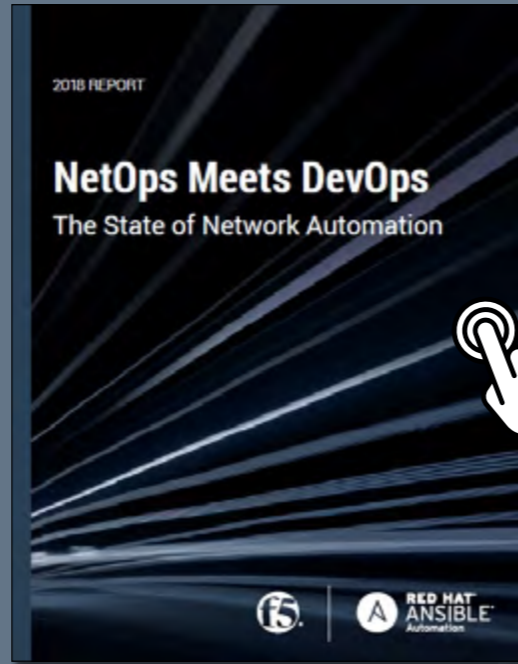 2018 REPORT
NetOps Meets DevOps
The State of Network Automation
f5.
A
RED HAT
ANSIBLE
Automation